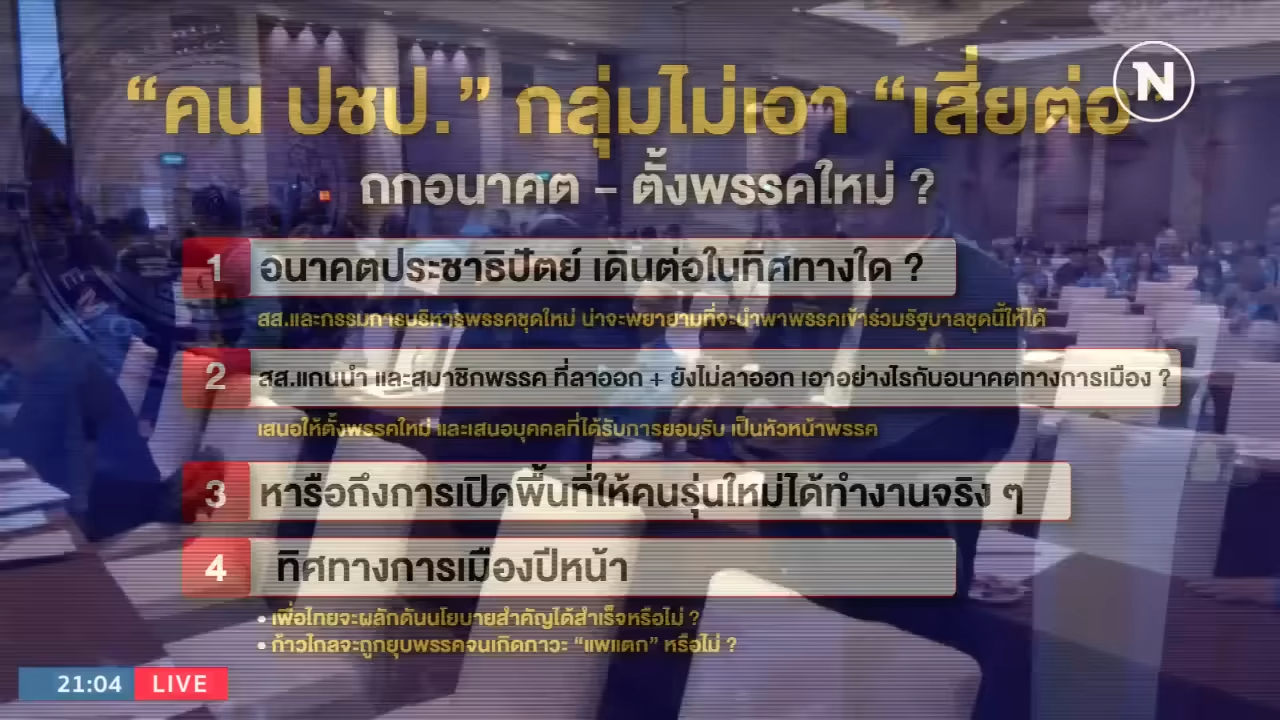 “คน ปชป.” กลุ่มไม่เอา “เสี่ยต่อ”
N
ถกอนาคต - ตั้งพรรคใหม่ ?
1 อนาคตประชาธิปัตย์ เดินต่อในทิศทางใด ?
สส.และกรรมการบริหารพรรคชุดใหม่ น่าจะพยายามที่จะนำพาพรรคเข้าร่วมรัฐบาลชุดนี้ให้ได้
2 สส.แกนนำ และสมาชิกพรรค ที่ลาออก + ยังไม่ลาออก เอาอย่างไรกับอนาคตทางการเมือง ?
เสนอให้ตั้งพรรคใหม่ และเสนอบุคคลที่ได้รับการยอมรับ เป็นหัวหน้าพรรค
3 หารือถึงการเปิดพื้นที่ให้คนรุ่นใหม่ได้ทำงานจริง ๆ
4 ทิศทางการเมืองปีหน้า
• เพื่อไทยจะผลักดันนโยบายสำคัญได้สำเร็จหรือไม่ ?
• ก้าวไกลจะถูกยุบพรรคจนเกิดภาวะ “แพแตก” หรือไม่ ?
21:04 LIVE